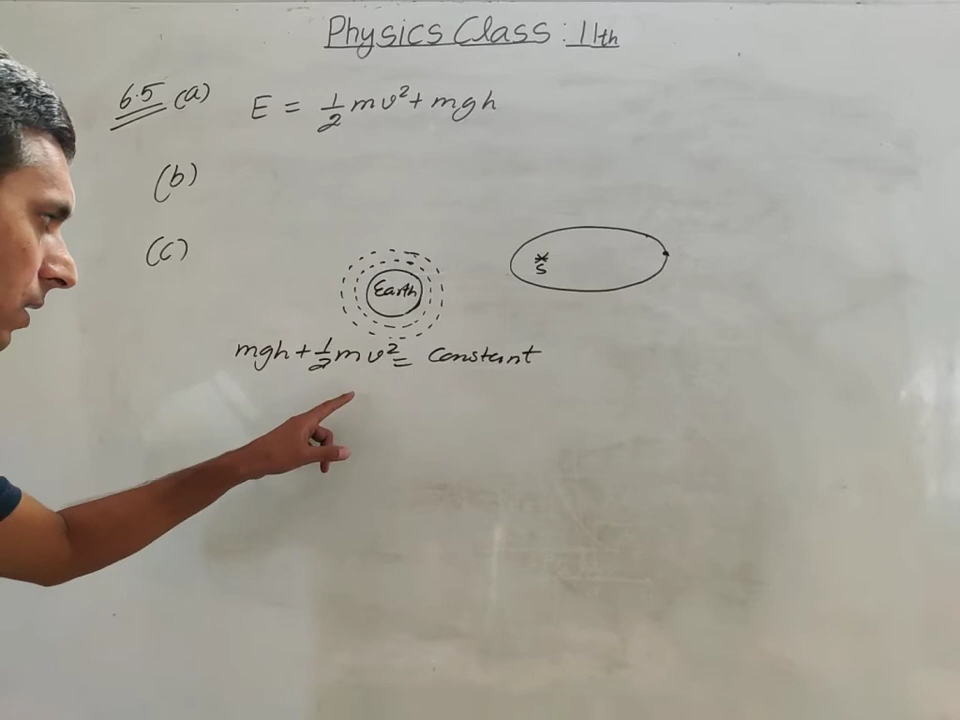 Physics Class : 11th
6.5 (a) E = 1/2 mv² + mgh
(b)
(c)
Earth
S
mgh + 1/2 mv² = constant